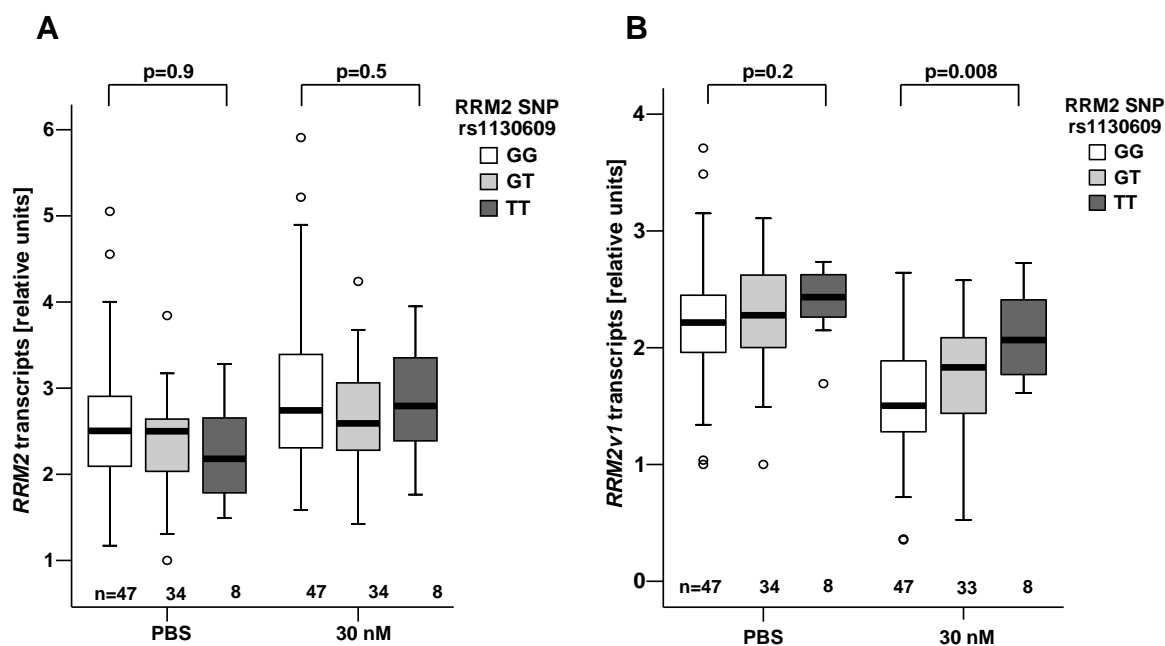 A
p=0.9
p=0.5
RRM2 SNP
rs1130609
GG
GT
TT
RRM2 transcripts [relative units]
6
5
4
3
2
1
n=47
34
8
47
34
8
PBS
30 nM
B
p=0.2
p=0.008
RRM2 SNP
rs1130609
GG
GT
TT
RRM2v1 transcripts [relative units]
4
3
2
1
0
n=47
34
8
47
33
8
PBS
30 nM